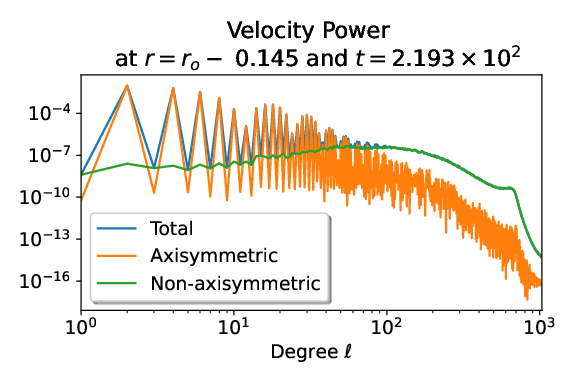 Velocity Power
at r = r_o − 0.145 and t = 2.193 × 10^2
10^−4
10^−7
10^−10
10^−13
10^−16
Total
Axisymmetric
Non-axisymmetric
10^0 10^1 10^2 10^3
Degree ℓ